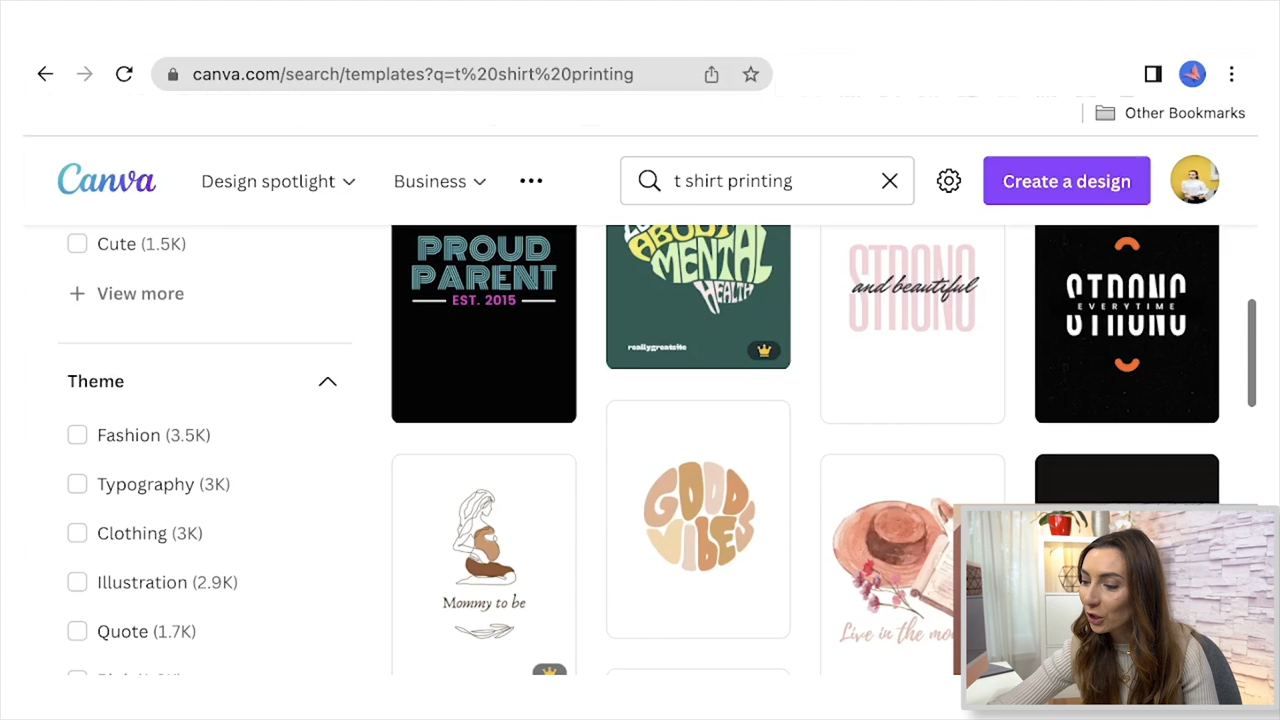 canva.com/search/templates?q=t%20shirt%20printing
Other Bookmarks
Canva
Design spotlight
Business
t shirt printing
Create a design
Cute (1.5K)
View more
Theme
Fashion (3.5K)
Typography (3K)
Clothing (3K)
Illustration (2.9K)
Quote (1.7K)
PROUD
PARENT
EST. 2015
ABOUT
MENTAL
HEALTH
reallygreatsite
STRONG
and beautiful
STRONG
EVERYTIME
Mommy to be
GOOD
VIBES
Live in the